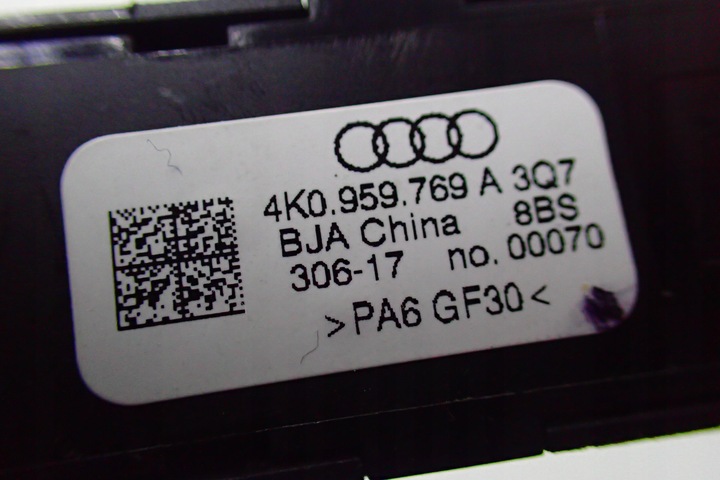 4K0.959.769 A 3Q7
BJA China 8BS
306-17 no. 00070
>PA6 GF30<